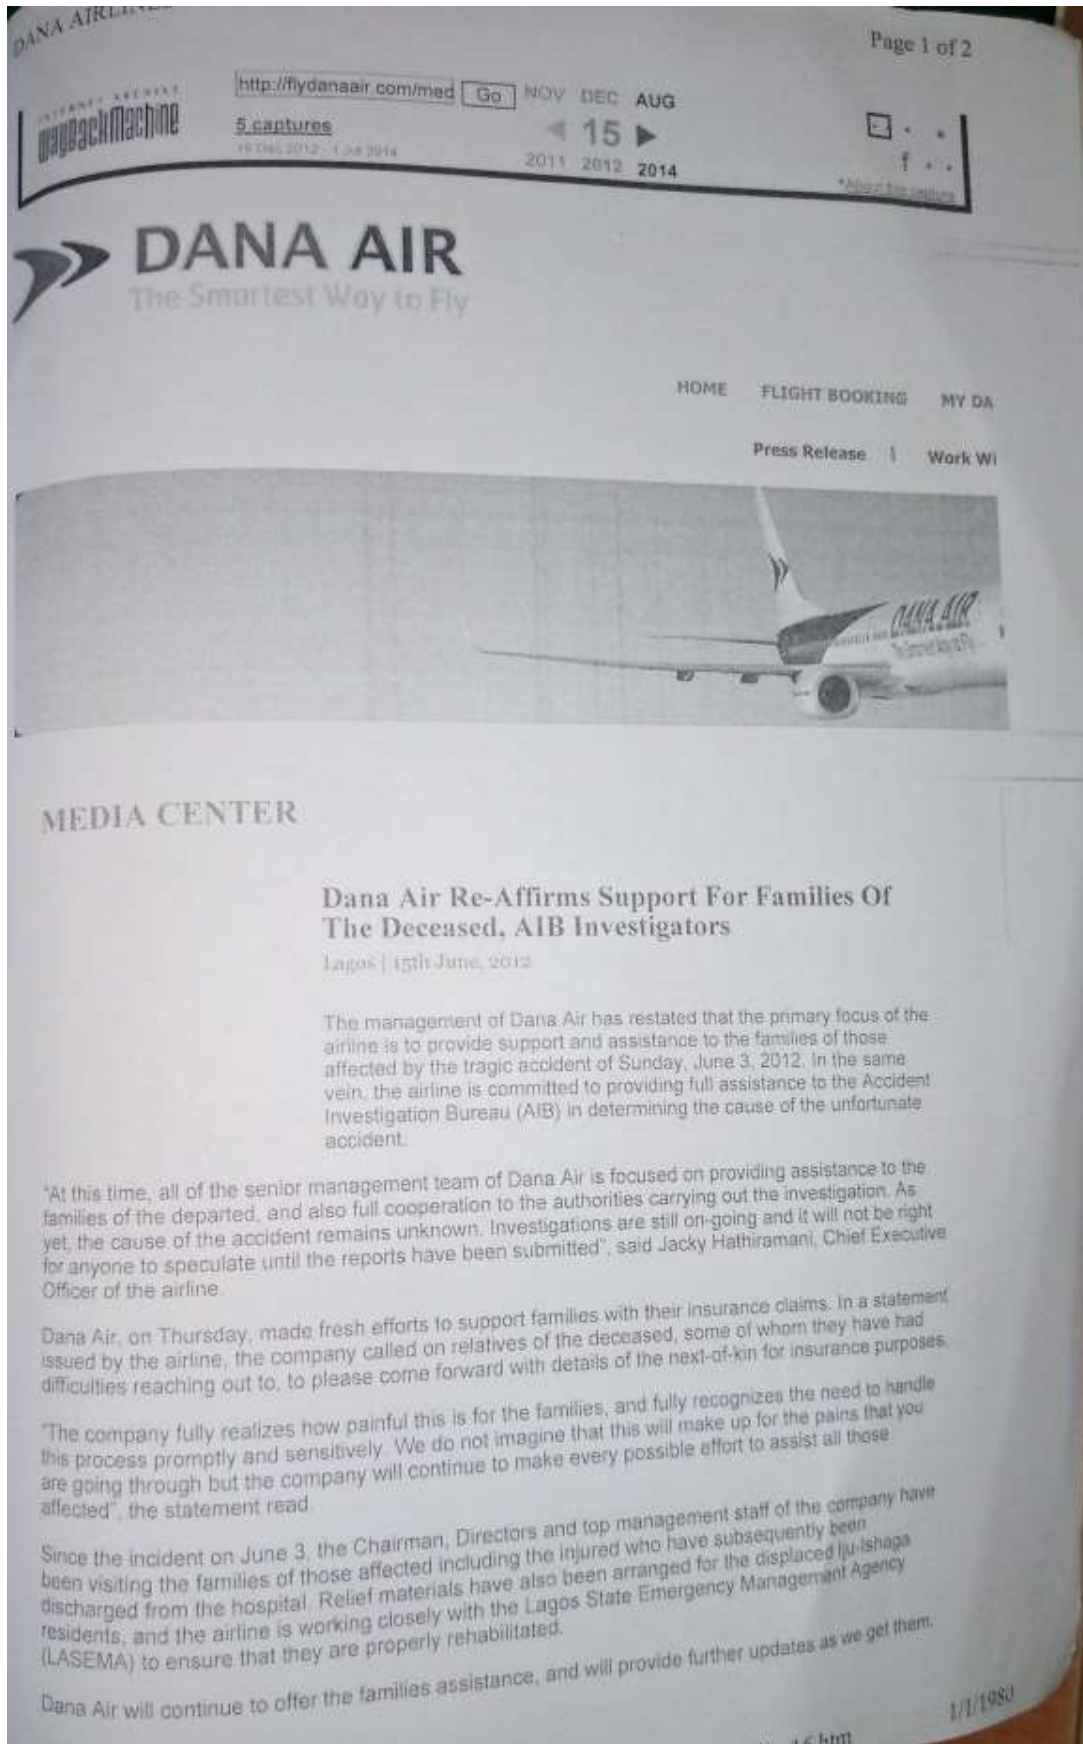 DANA AIRLINES
Page 1 of 2
INTERNET ARCHIVE
WayBackMachine
http://flydanaair.com/med Go NOV DEC AUG
5 captures
15
2011 2012 2014
About this capture
DANA AIR
The Smartest Way to Fly
HOME FLIGHT BOOKING MY DA
Press Release | Work Wi
DANA AIR
The Smartest Way to Fly
MEDIA CENTER
Dana Air Re-Affirms Support For Families Of
The Deceased, AIB Investigators
Lagos | 15th June, 2012
The management of Dana Air has restated that the primary focus of the
airline is to provide support and assistance to the families of those
affected by the tragic accident of Sunday, June 3, 2012. In the same
vein, the airline is committed to providing full assistance to the Accident
Investigation Bureau (AIB) in determining the cause of the unfortunate
accident.
"At this time, all of the senior management team of Dana Air is focused on providing assistance to the
families of the departed, and also full cooperation to the authorities carrying out the investigation. As
yet, the cause of the accident remains unknown. Investigations are still on-going and it will not be right
for anyone to speculate until the reports have been submitted", said Jacky Hathiramani, Chief Executive
Officer of the airline.
Dana Air, on Thursday, made fresh efforts to support families with their insurance claims. In a statement
issued by the airline, the company called on relatives of the deceased, some of whom they have had
difficulties reaching out to, to please come forward with details of the next-of-kin for insurance purposes.
"The company fully realizes how painful this is for the families, and fully recognizes the need to handle
this process promptly and sensitively. We do not imagine that this will make up for the pains that you
are going through but the company will continue to make every possible effort to assist all those
affected", the statement read.
Since the incident on June 3, the Chairman, Directors and top management staff of the company have
been visiting the families of those affected including the injured who have subsequently been
discharged from the hospital. Relief materials have also been arranged for the displaced Iju-Ishaga
residents, and the airline is working closely with the Lagos State Emergency Management Agency
(LASEMA) to ensure that they are properly rehabilitated.
Dana Air will continue to offer the families assistance, and will provide further updates as we get them.
1/1/1980